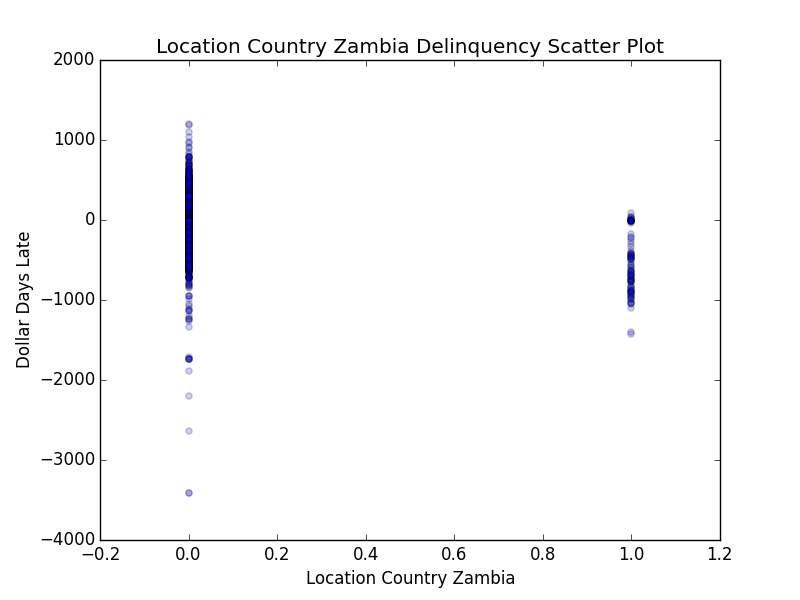 Location Country Zambia Delinquency Scatter Plot
2000
1000
0
−1000
−2000
−3000
−4000
Dollar Days Late
−0.2 0.0 0.2 0.4 0.6 0.8 1.0 1.2
Location Country Zambia